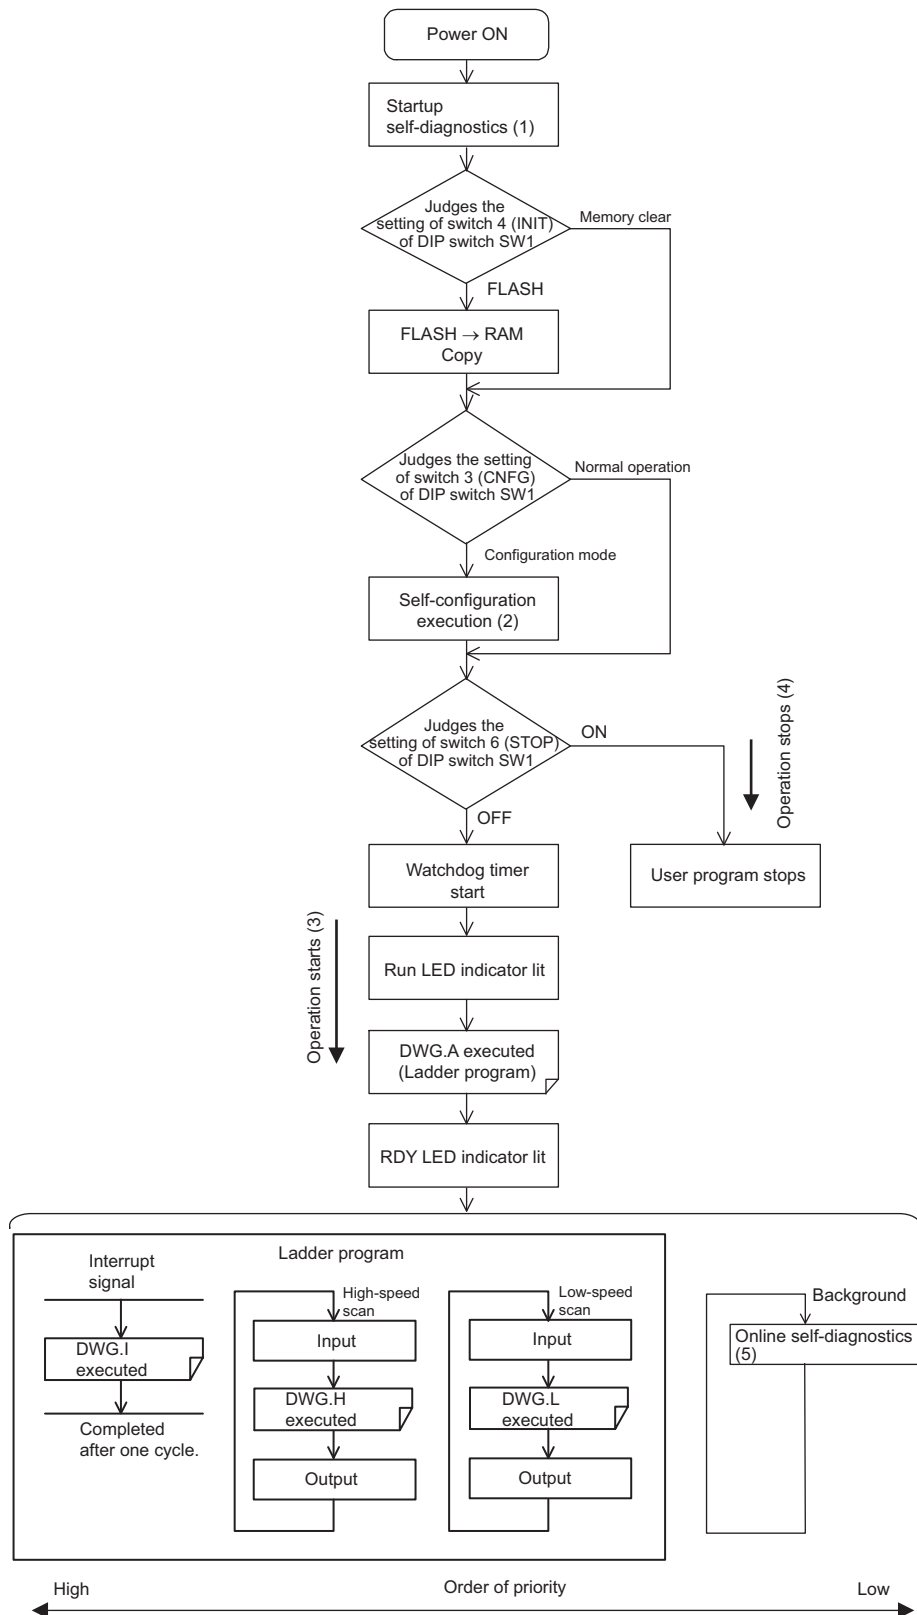 Power ON
Startup
self-diagnostics (1)
Judges the
setting of switch 4 (INIT)
of DIP switch SW1
Memory clear
FLASH
FLASH → RAM
Copy
Judges the setting
of switch 3 (CNFG)
of DIP switch SW1
Normal operation
Configuration mode
Self-configuration
execution (2)
Judges the
setting of switch 6 (STOP)
of DIP switch SW1
ON
Operation stops (4)
OFF
Watchdog timer
start
User program stops
Operation starts (3)
Run LED indicator lit
DWG.A executed
(Ladder program)
RDY LED indicator lit
Ladder program
Interrupt
signal
DWG.I
executed
Completed
after one cycle.
High-speed
scan
Input
DWG.H
executed
Output
Low-speed
scan
Input
DWG.L
executed
Output
Background
Online self-diagnostics
(5)
High
Order of priority
Low